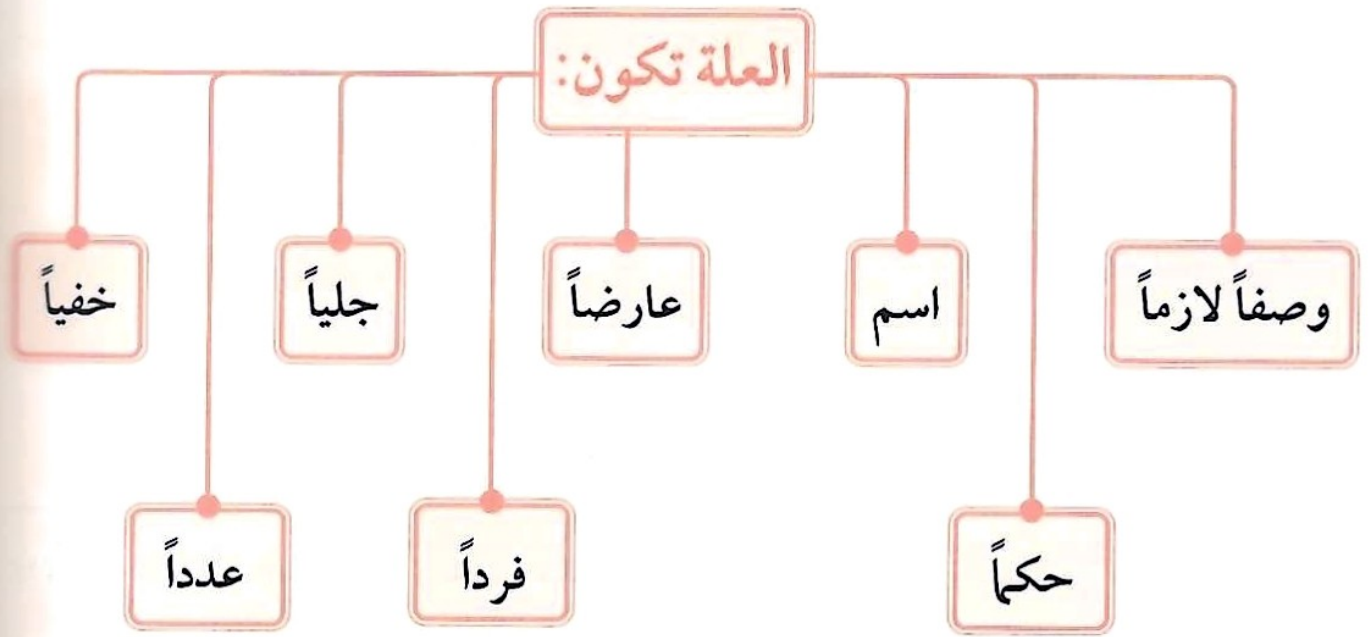 العلة تكون:
وصفاً لازماً
اسم
عارضاً
جلياً
خفياً
حكماً
فرداً
عدداً